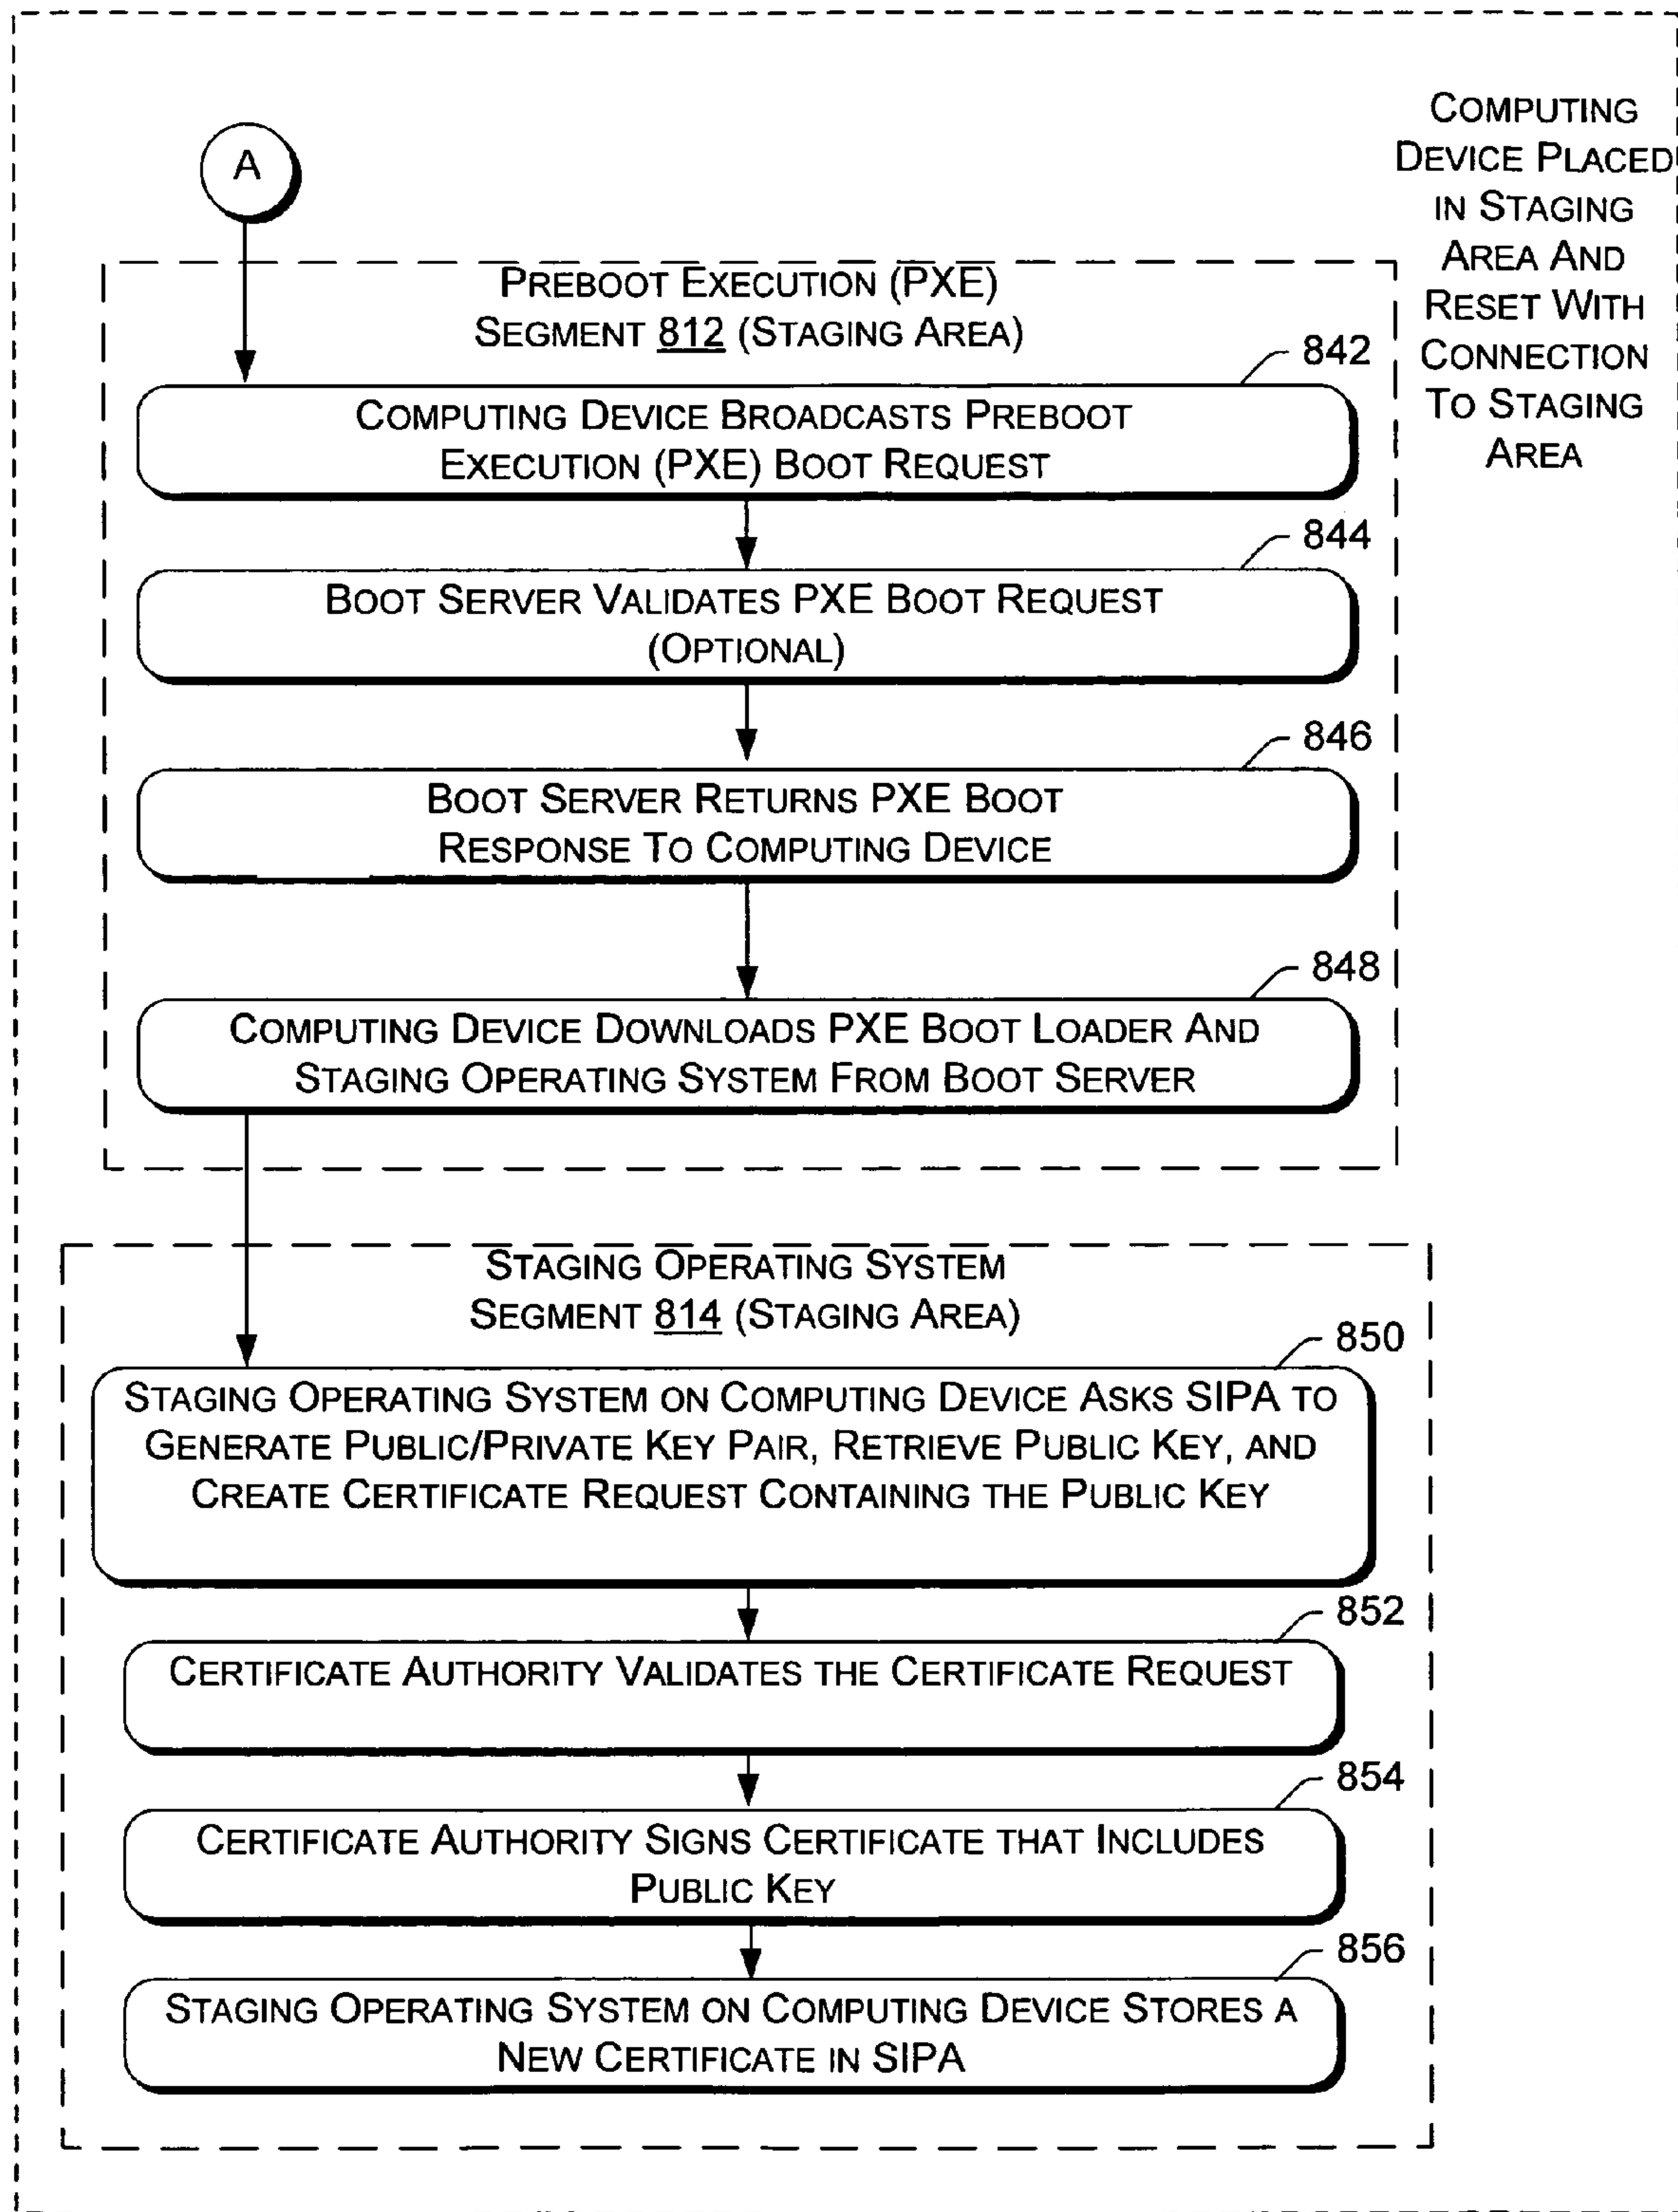 COMPUTING
DEVICE PLACED
IN STAGING
AREA AND
RESET WITH
CONNECTION
TO STAGING
AREA
A
PREBOOT EXECUTION (PXE)
SEGMENT 812 (STAGING AREA)
842
COMPUTING DEVICE BROADCASTS PREBOOT
EXECUTION (PXE) BOOT REQUEST
844
BOOT SERVER VALIDATES PXE BOOT REQUEST
(OPTIONAL)
846
BOOT SERVER RETURNS PXE BOOT
RESPONSE TO COMPUTING DEVICE
848
COMPUTING DEVICE DOWNLOADS PXE BOOT LOADER AND
STAGING OPERATING SYSTEM FROM BOOT SERVER
STAGING OPERATING SYSTEM
SEGMENT 814 (STAGING AREA)
850
STAGING OPERATING SYSTEM ON COMPUTING DEVICE ASKS SIPA TO
GENERATE PUBLIC/PRIVATE KEY PAIR, RETRIEVE PUBLIC KEY, AND
CREATE CERTIFICATE REQUEST CONTAINING THE PUBLIC KEY
852
CERTIFICATE AUTHORITY VALIDATES THE CERTIFICATE REQUEST
854
CERTIFICATE AUTHORITY SIGNS CERTIFICATE THAT INCLUDES
PUBLIC KEY
856
STAGING OPERATING SYSTEM ON COMPUTING DEVICE STORES A
NEW CERTIFICATE IN SIPA